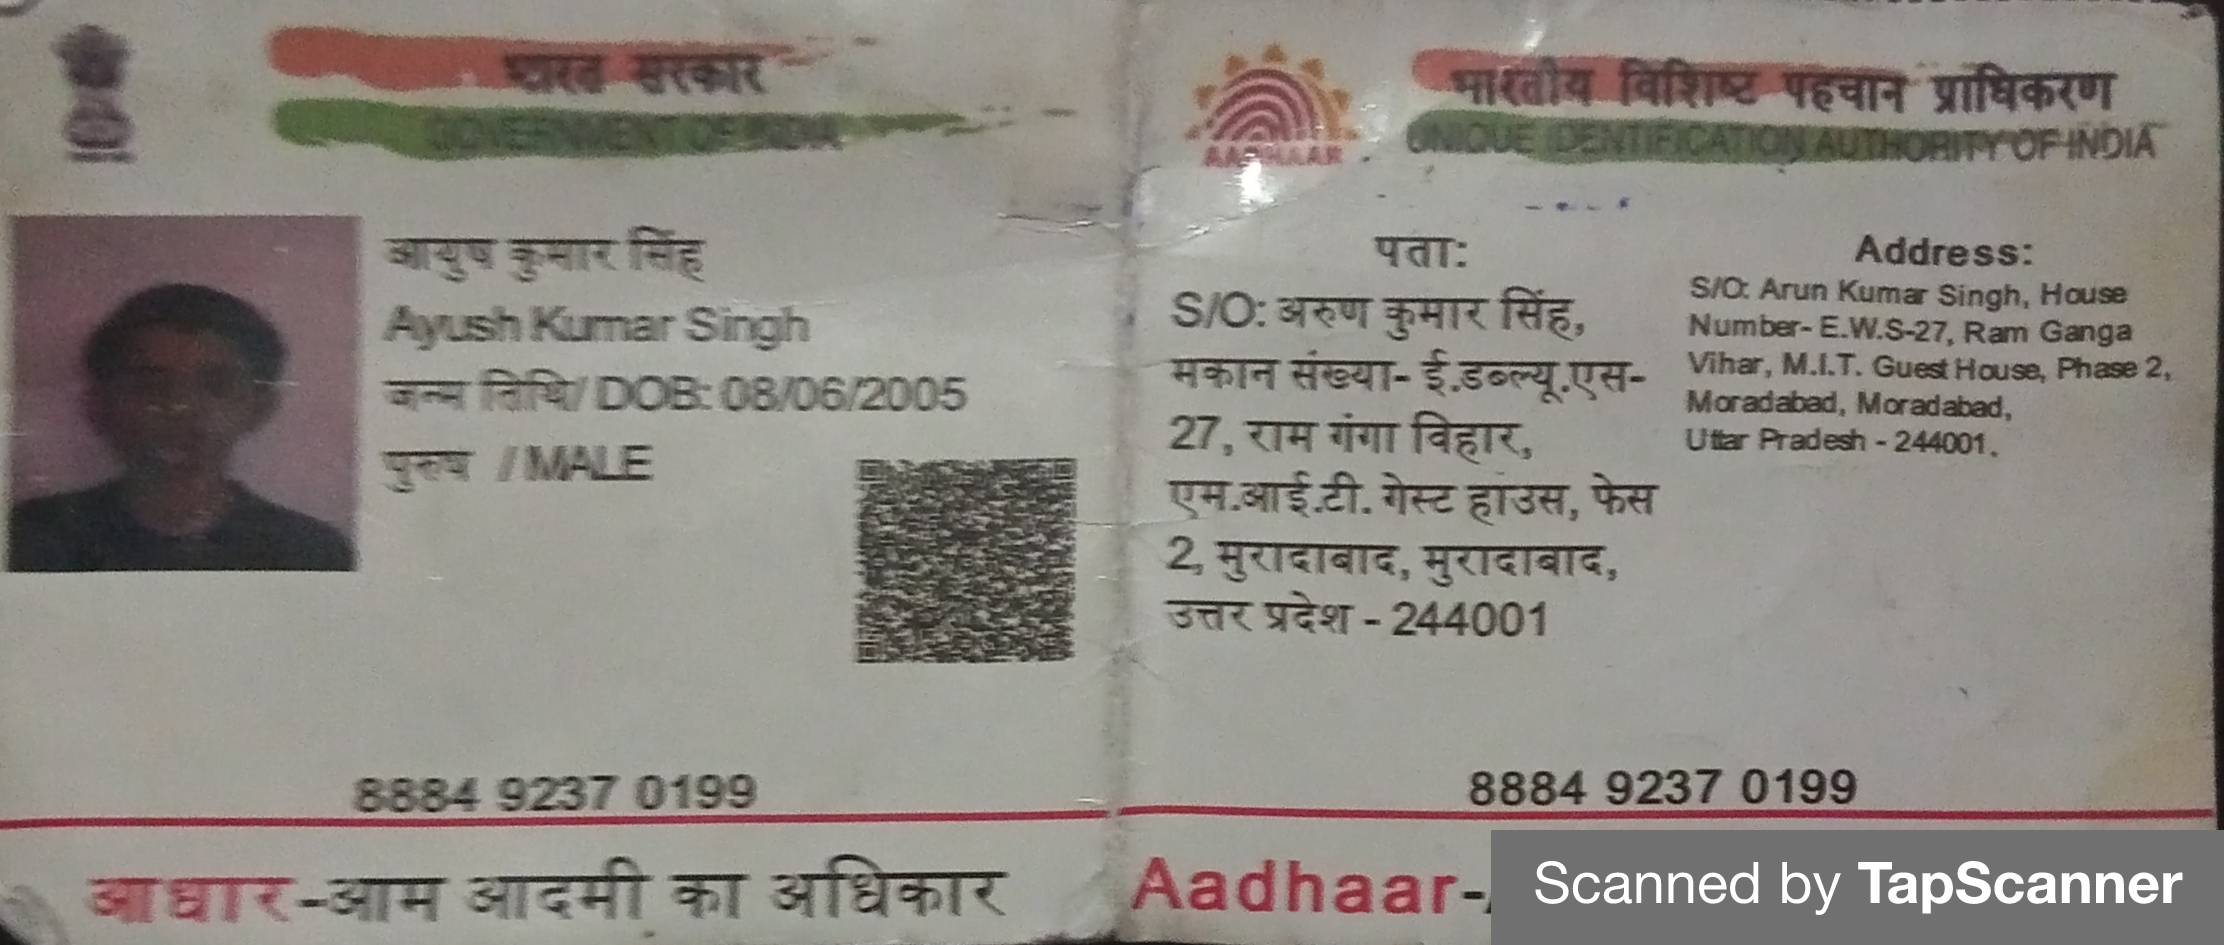 भारत सरकार
GOVERNMENT OF INDIA
आयुष कुमार सिंह
Ayush Kumar Singh
जन्म तिथि/ DOB: 08/06/2005
पुरुष / MALE
8884 9237 0199
आधार-आम आदमी का अधिकार
AADHAAR
भारतीय विशिष्ट पहचान प्राधिकरण
UNIQUE IDENTIFICATION AUTHORITY OF INDIA
पता:
S/O: अरुण कुमार सिंह,
मकान संख्या- ई.डब्ल्यू.एस-
27, राम गंगा विहार,
एम.आई.टी. गेस्ट हाउस, फेस
2, मुरादाबाद, मुरादाबाद,
उत्तर प्रदेश - 244001
Address:
S/O: Arun Kumar Singh, House
Number- E.W.S-27, Ram Ganga
Vihar, M.I.T. Guest House, Phase 2,
Moradabad, Moradabad,
Uttar Pradesh - 244001.
8884 9237 0199
Aadhaar-
Scanned by TapScanner